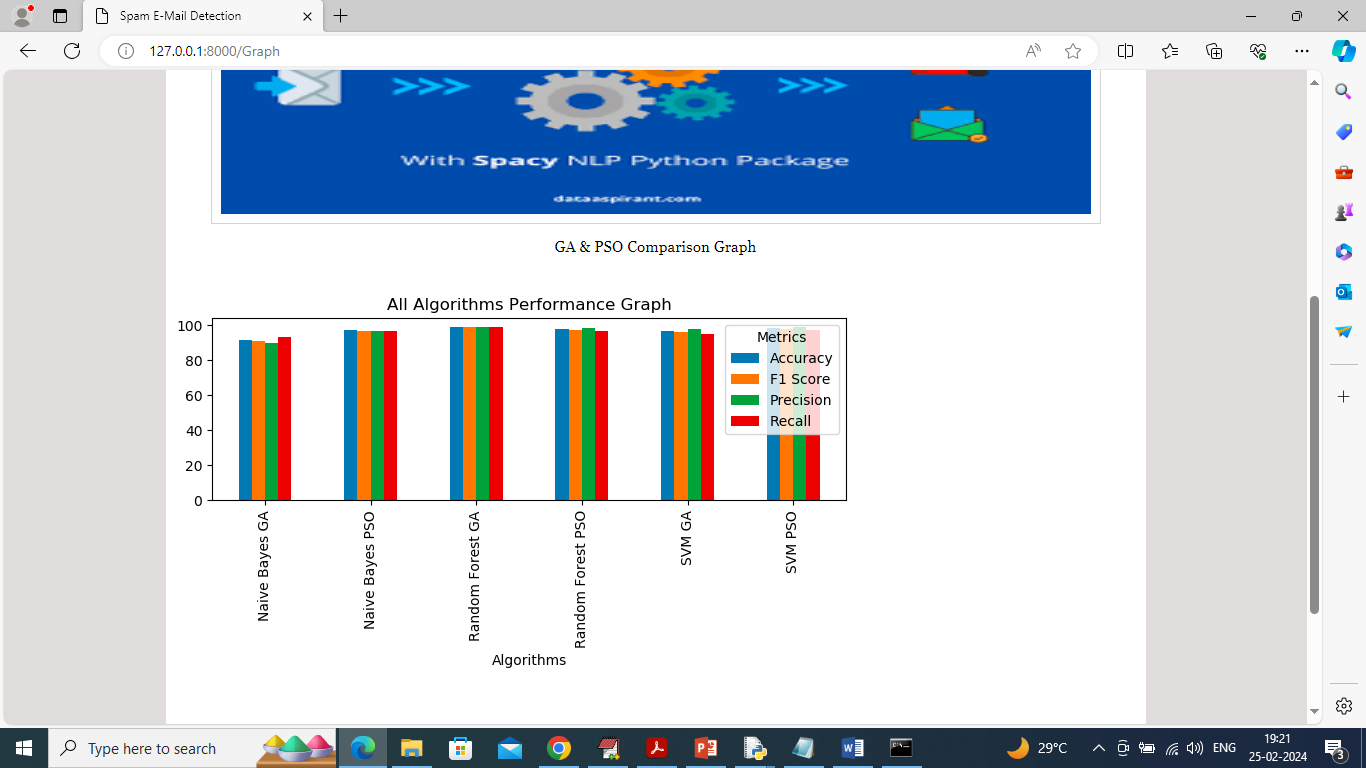 Spam E-Mail Detection
127.0.0.1:8000/Graph
With Spacy NLP Python Package
dataaspirant.com
GA & PSO Comparison Graph
All Algorithms Performance Graph
100
80
60
40
20
0
Metrics
Accuracy
F1 Score
Precision
Recall
Naive Bayes GA
Naive Bayes PSO
Random Forest GA
Random Forest PSO
SVM GA
SVM PSO
Algorithms
Type here to search
29°C
ENG
19:21
25-02-2024
3